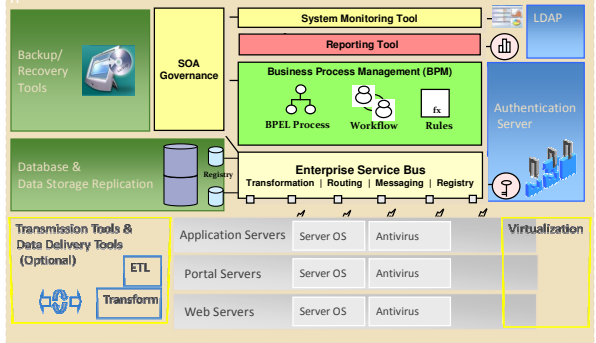 System Monitoring Tool
LDAP
Reporting Tool
Backup/
Recovery
Tools
SOA
Governance
Business Process Management (BPM)
fx
BPEL Process
Workflow
Rules
Authentication
Server
Database &
Data Storage Replication
Registry
Enterprise Service Bus
Transformation | Routing | Messaging | Registry
Transmission Tools &
Data Delivery Tools
(Optional)
ETL
Transform
Application Servers
Server OS
Antivirus
Portal Servers
Server OS
Antivirus
Web Servers
Server OS
Antivirus
Virtualization